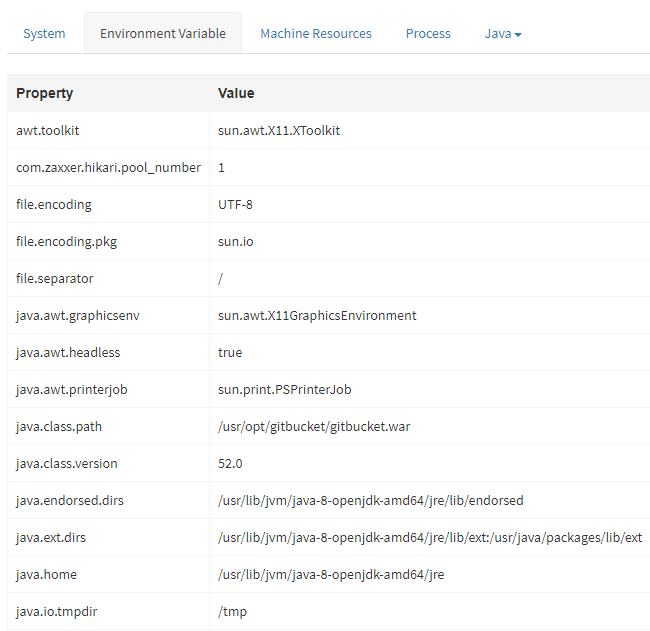 System Environment Variable Machine Resources Process Java
Property Value
awt.toolkit sun.awt.X11.XToolkit
com.zaxxer.hikari.pool_number 1
file.encoding UTF-8
file.encoding.pkg sun.io
file.separator /
java.awt.graphicsenv sun.awt.X11GraphicsEnvironment
java.awt.headless true
java.awt.printerjob sun.print.PSPrinterJob
java.class.path /usr/opt/gitbucket/gitbucket.war
java.class.version 52.0
java.endorsed.dirs /usr/lib/jvm/java-8-openjdk-amd64/jre/lib/endorsed
java.ext.dirs /usr/lib/jvm/java-8-openjdk-amd64/jre/lib/ext:/usr/java/packages/lib/ext
java.home /usr/lib/jvm/java-8-openjdk-amd64/jre
java.io.tmpdir /tmp